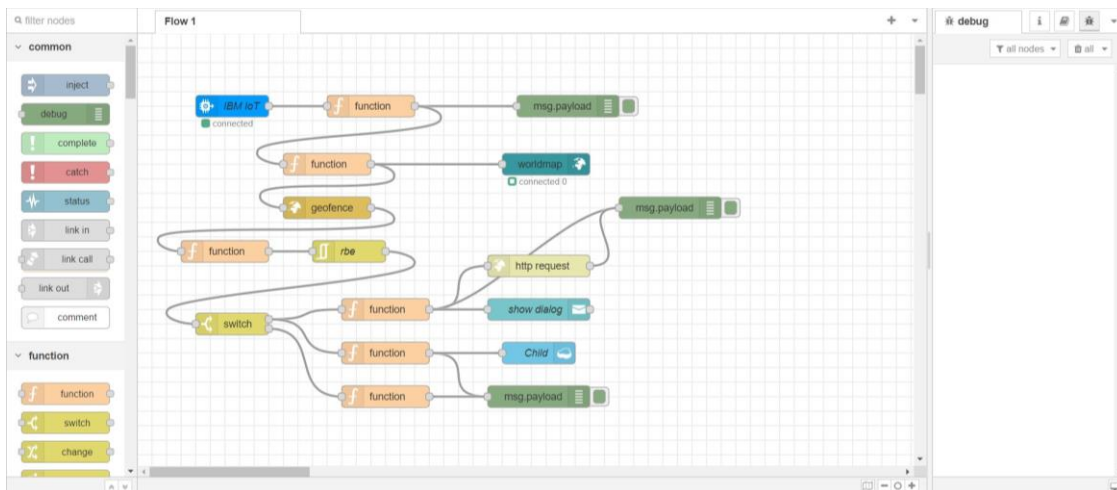 filter nodes
Flow 1
debug
i
common
all nodes
all
inject
debug
complete
catch
status
link in
link call
link out
comment
function
function
switch
change
IBM IoT
connected
function
msg.payload
function
worldmap
connected 0
geofence
msg.payload
function
rbe
http request
function
show dialog
switch
function
Child
function
msg.payload